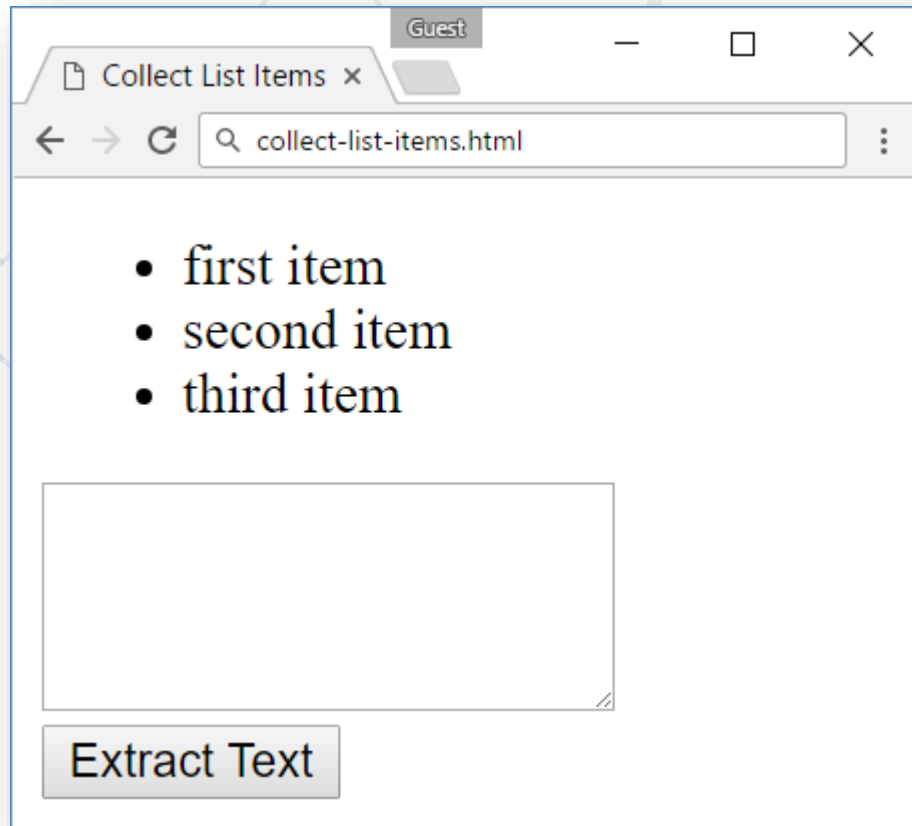 Guest
Collect List Items
collect-list-items.html
first item
second item
third item
Extract Text